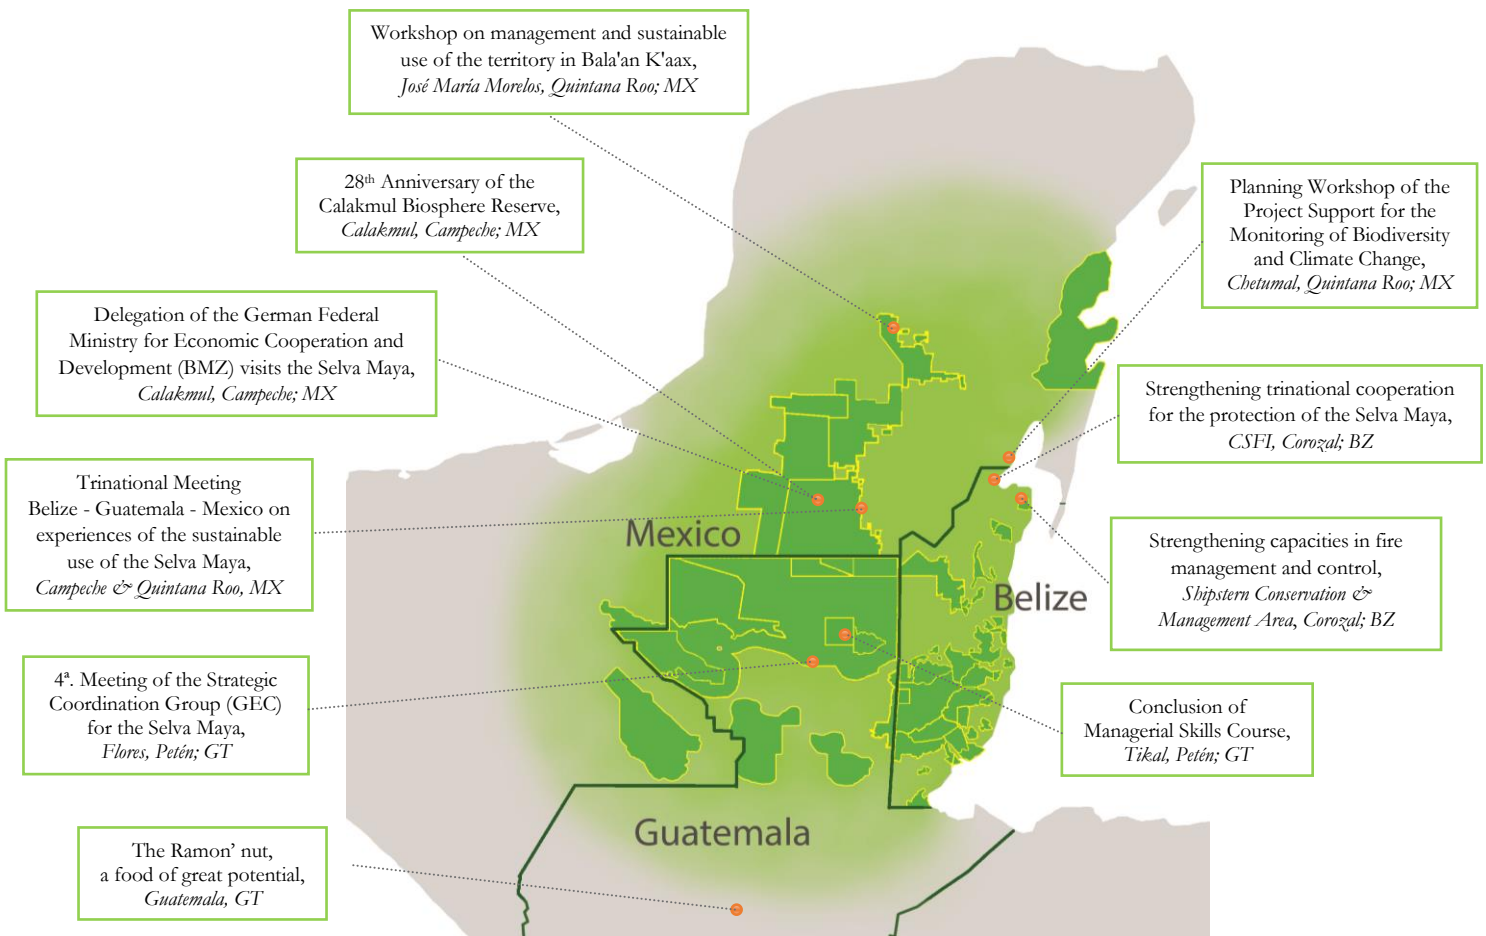 Workshop on management and sustainable
use of the territory in Bala'an K'aax,
José María Morelos, Quintana Roo; MX
28th Anniversary of the
Calakmul Biosphere Reserve,
Calakmul, Campeche; MX
Delegation of the German Federal
Ministry for Economic Cooperation and
Development (BMZ) visits the Selva Maya,
Calakmul, Campeche; MX
Trinational Meeting
Belize - Guatemala - Mexico on
experiences of the sustainable
use of the Selva Maya,
Campeche & Quintana Roo, MX
4ª. Meeting of the Strategic
Coordination Group (GEC)
for the Selva Maya,
Flores, Petén; GT
The Ramon’ nut,
a food of great potential,
Guatemala, GT
Mexico
Belize
Guatemala
Planning Workshop of the
Project Support for the
Monitoring of Biodiversity
and Climate Change,
Chetumal, Quintana Roo; MX
Strengthening trinational cooperation
for the protection of the Selva Maya,
CSFI, Corozal; BZ
Strengthening capacities in fire
management and control,
Shipstern Conservation &
Management Area, Corozal; BZ
Conclusion of
Managerial Skills Course,
Tikal, Petén; GT